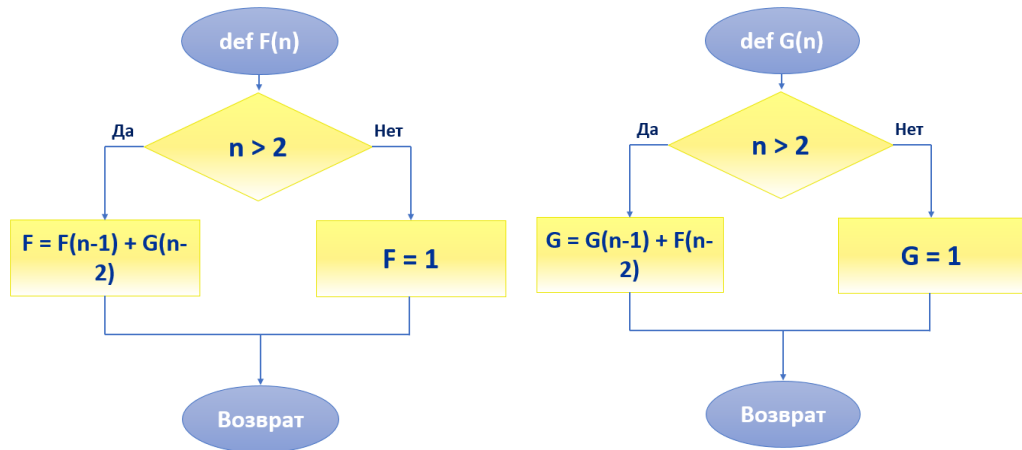 def F(n)
n > 2
Да
Нет
F = F(n-1) + G(n-
2)
F = 1
Возврат
def G(n)
n > 2
Да
Нет
G = G(n-1) + F(n-
2)
G = 1
Возврат